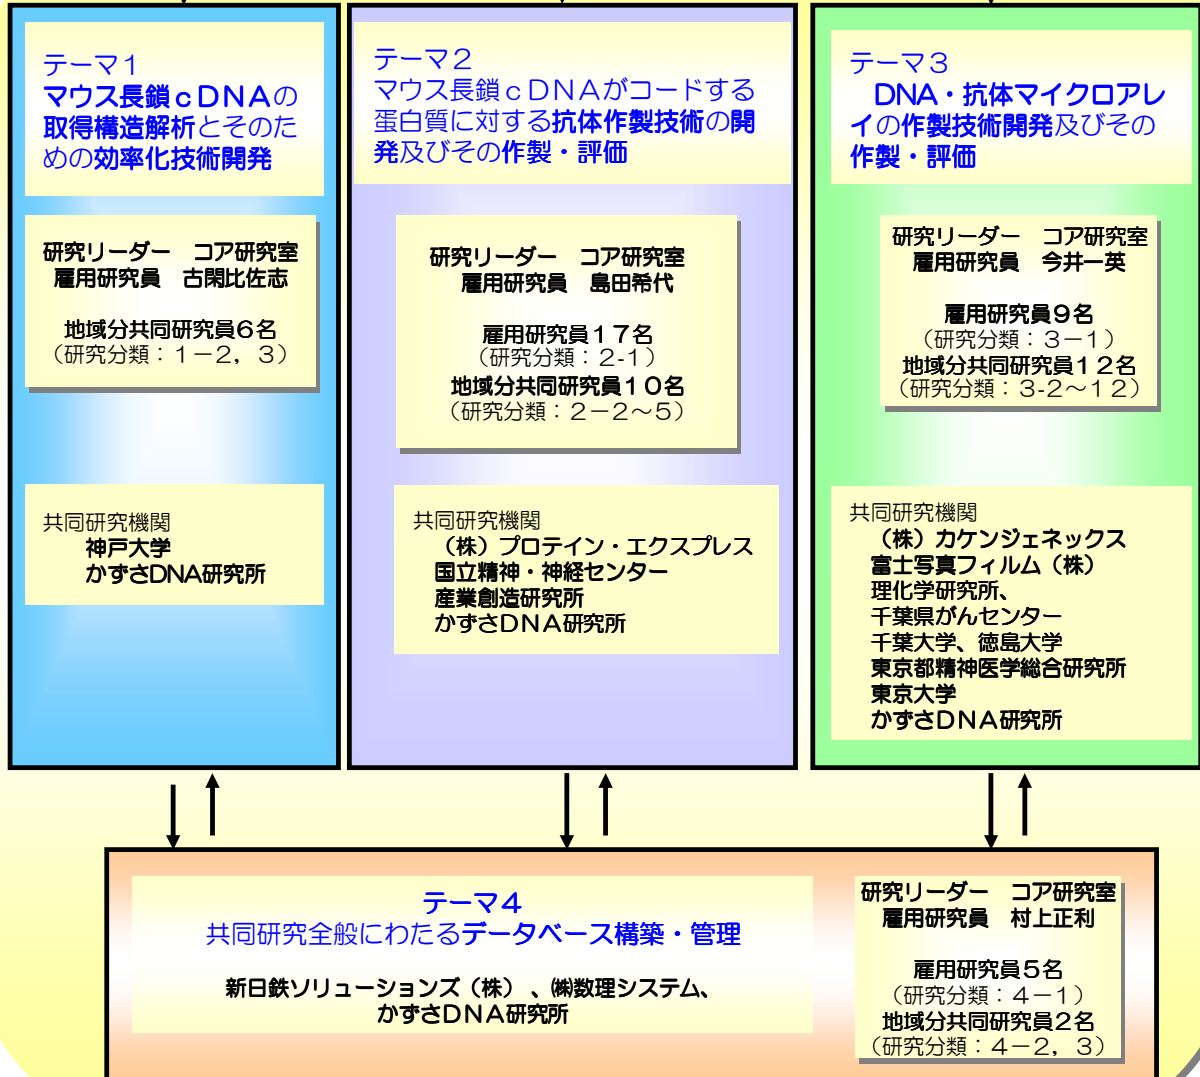 テーマ1
マウス長鎖cDNAの
取得構造解析とそのた
めの効率化技術開発
研究リーダー　コア研究室
雇用研究員　古閑比佐志
地域分共同研究員6名
（研究分類：1－2，3）
共同研究機関
神戸大学
かずさDNA研究所
テーマ2
マウス長鎖cDNAがコードする
蛋白質に対する抗体作製技術の開
発及びその作製・評価
研究リーダー　コア研究室
雇用研究員　島田希代
雇用研究員17名
（研究分類：2-1）
地域分共同研究員10名
（研究分類：2－2～5）
共同研究機関
（株）プロテイン・エクスプレス
国立精神・神経センター
産業創造研究所
かずさDNA研究所
テーマ3
DNA・抗体マイクロアレ
イの作製技術開発及びその
作製・評価
研究リーダー　コア研究室
雇用研究員　今井一英
雇用研究員9名
（研究分類：3－1）
地域分共同研究員12名
（研究分類：3-2～12）
共同研究機関
（株）カケンジェネックス
富士写真フィルム（株）
理化学研究所、
千葉県がんセンター
千葉大学、徳島大学
東京都精神医学総合研究所
東京大学
かずさDNA研究所
テーマ4
共同研究全般にわたるデータベース構築・管理
新日鉄ソリューションズ（株）、㈱数理システム、
かずさDNA研究所
研究リーダー　コア研究室
雇用研究員　村上正利
雇用研究員5名
（研究分類：4－1）
地域分共同研究員2名
（研究分類：4－2，3）